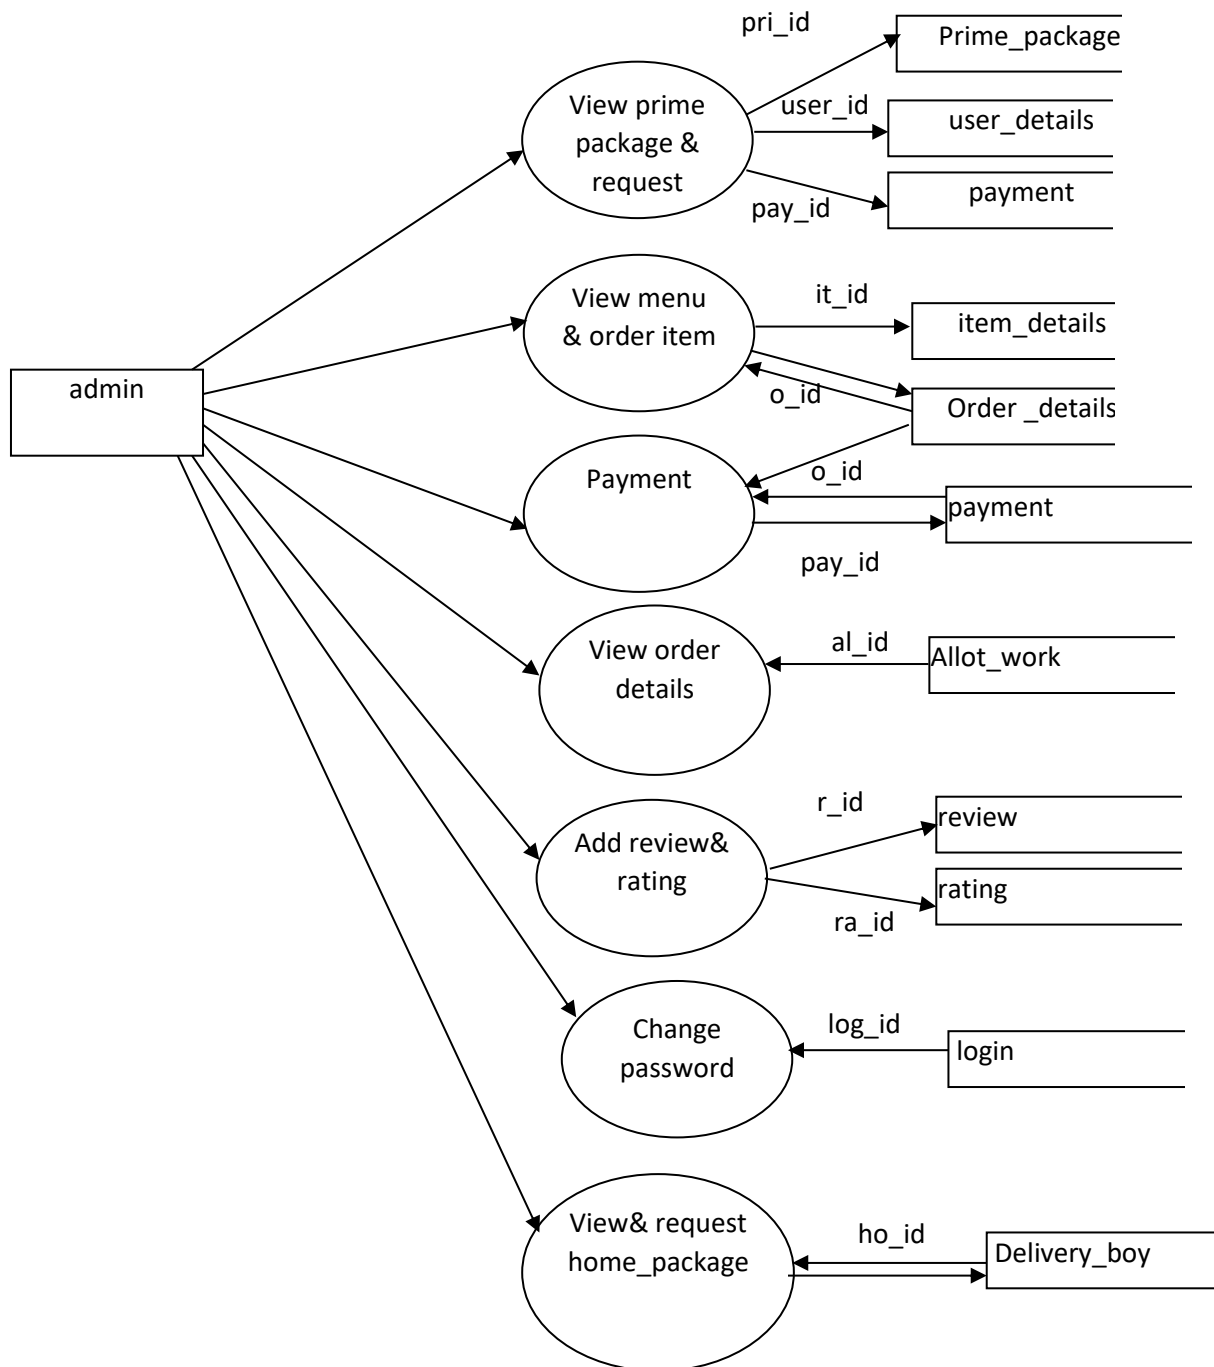 pri_id
Prime_package
View prime
package &
request
user_id
user_details
pay_id
payment
View menu
& order item
it_id
item_details
admin
o_id
Order _details
Payment
o_id
payment
pay_id
View order
details
al_id
Allot_work
Add review&
rating
r_id
review
rating
ra_id
Change
password
log_id
login
View& request
home_package
ho_id
Delivery_boy